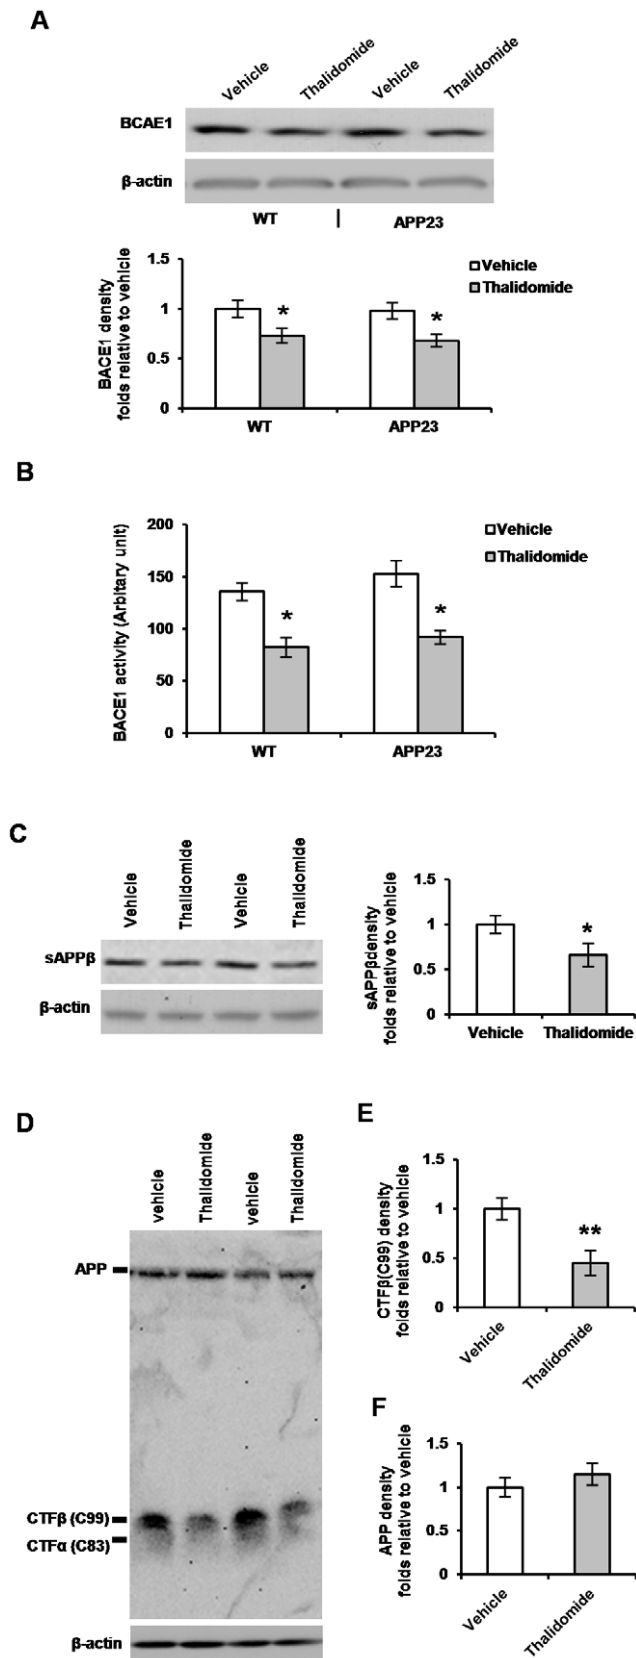 A
Vehicle
Thalidomide
Vehicle
Thalidomide
BCAE1
β-actin
WT
APP23
BACE1 density
folds relative to vehicle
1.5
1
0.5
0
*
*
Vehicle
Thalidomide
WT
APP23
B
BACE1 activity (Arbitary unit)
200
150
100
50
0
*
*
Vehicle
Thalidomide
WT
APP23
C
Vehicle
Thalidomide
Vehicle
Thalidomide
sAPPβ
β-actin
sAPPβdensity
folds relative to vehicle
1.5
1
0.5
0
*
Vehicle Thalidomide
D
vehicle
Thalidomide
vehicle
Thalidomide
APP
CTFβ (C99)
CTFα (C83)
β-actin
E
CTFβ(C99) density
folds relative to vehicle
1.5
1
0.5
0
**
Vehicle
Thalidomide
F
APP density
folds relative to vehicle
1.5
1
0.5
0
Vehicle
Thalidomide